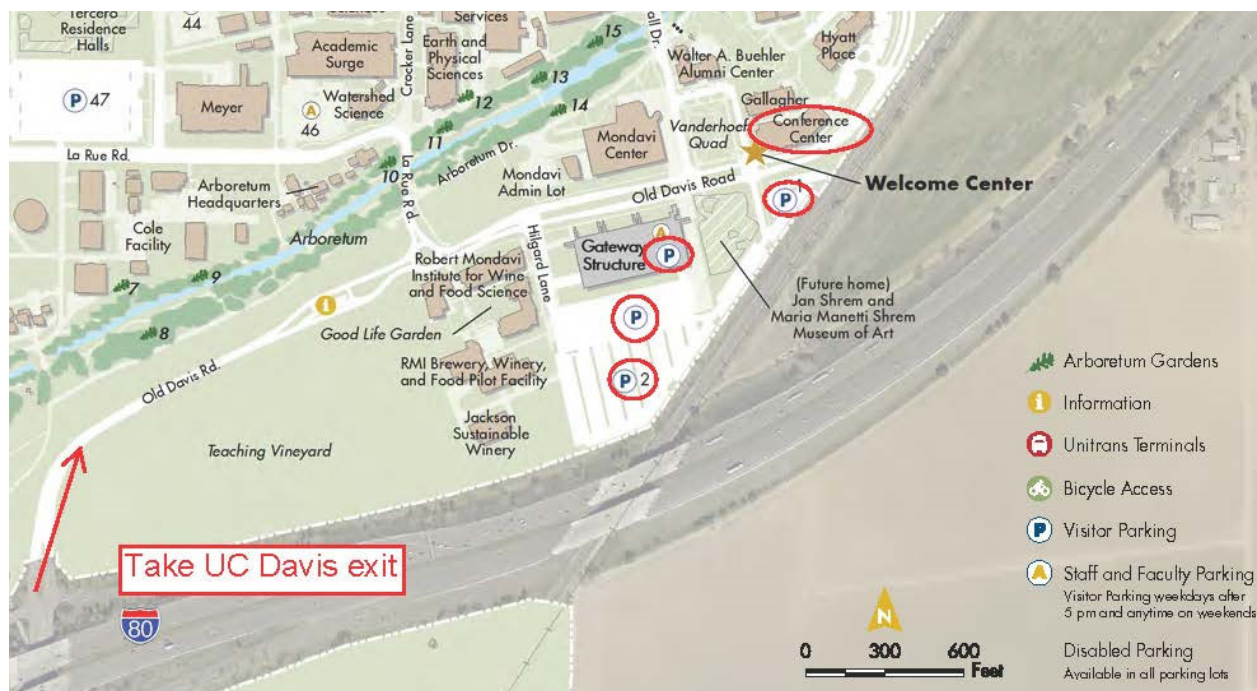 Tercero
Residence
Halls
44
Sciences
Crocker Lane
Services
Earth and
Physical
Sciences
15
Hyatt
Place
Academic
Surge
Walter A. Buehler
Alumni Center
13
P 47
Meyer
Watershed
Science
A
46
12
14
Gallagher
Conference
Center
11
Mondavi
Center
Vanderhoef
Quad
La Rue Rd.
10
La Rue Rd.
Arboretum Dr.
Mondavi
Admin Lot
Old Davis Road
Welcome Center
Arboretum
Headquarters
P
Cole
Facility
Arboretum
Hilgard Lane
A
Gateway
Structure
P
Robert Mondavi
Institute for Wine
and Food Science
9
7
8
i
Good Life Garden
P
(Future home)
Jan Shrem and
Maria Manetti Shrem
Museum of Art
Old Davis Rd.
RMI Brewery, Winery,
and Food Pilot Facility
P 2
Jackson
Sustainable
Winery
Teaching Vineyard
Take UC Davis exit
80
Arboretum Gardens
i Information
Unitrans Terminals
Bicycle Access
P Visitor Parking
A Staff and Faculty Parking
Visitor Parking weekdays after
5 pm and anytime on weekends
Disabled Parking
Available in all parking lots
N
0 300 600
Feet